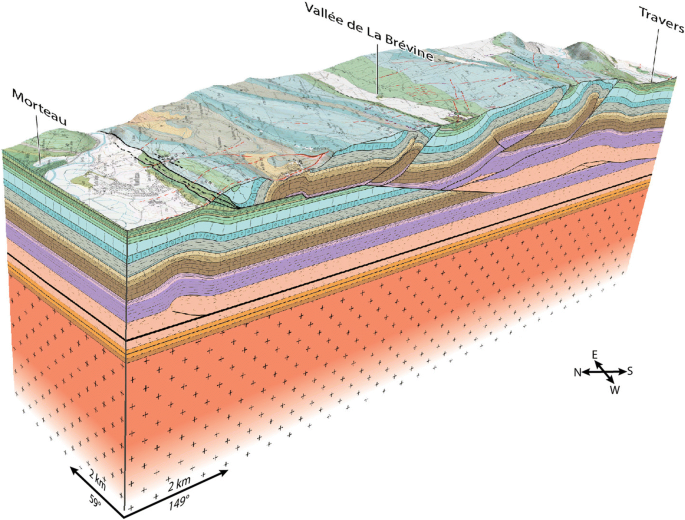 Vallée de La Brévine
Travers
Morteau
E
N S
W
2 km
59°
2 km
149°